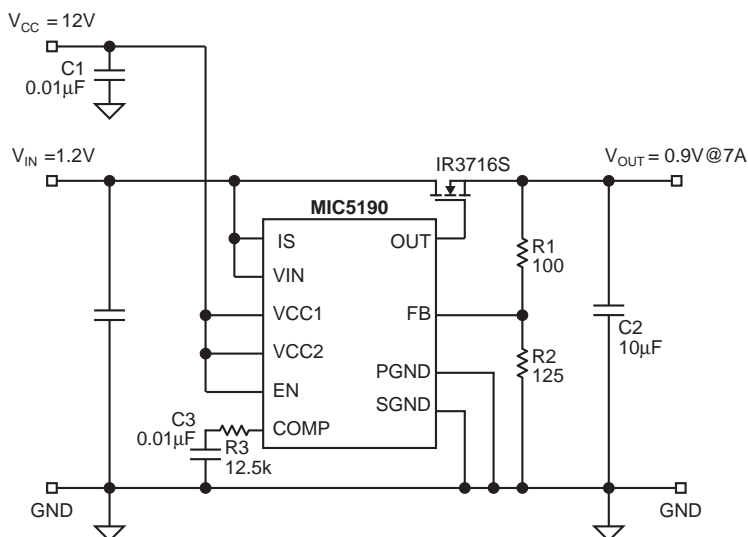 V_CC = 12V
C1
0.01µF
V_IN =1.2V
IR3716S
V_OUT = 0.9V@7A
MIC5190
IS
OUT
VIN
R1
100
VCC1
FB
VCC2
C2
10µF
R2
125
PGND
EN
SGND
C3
0.01µF
COMP
R3
12.5k
GND
GND